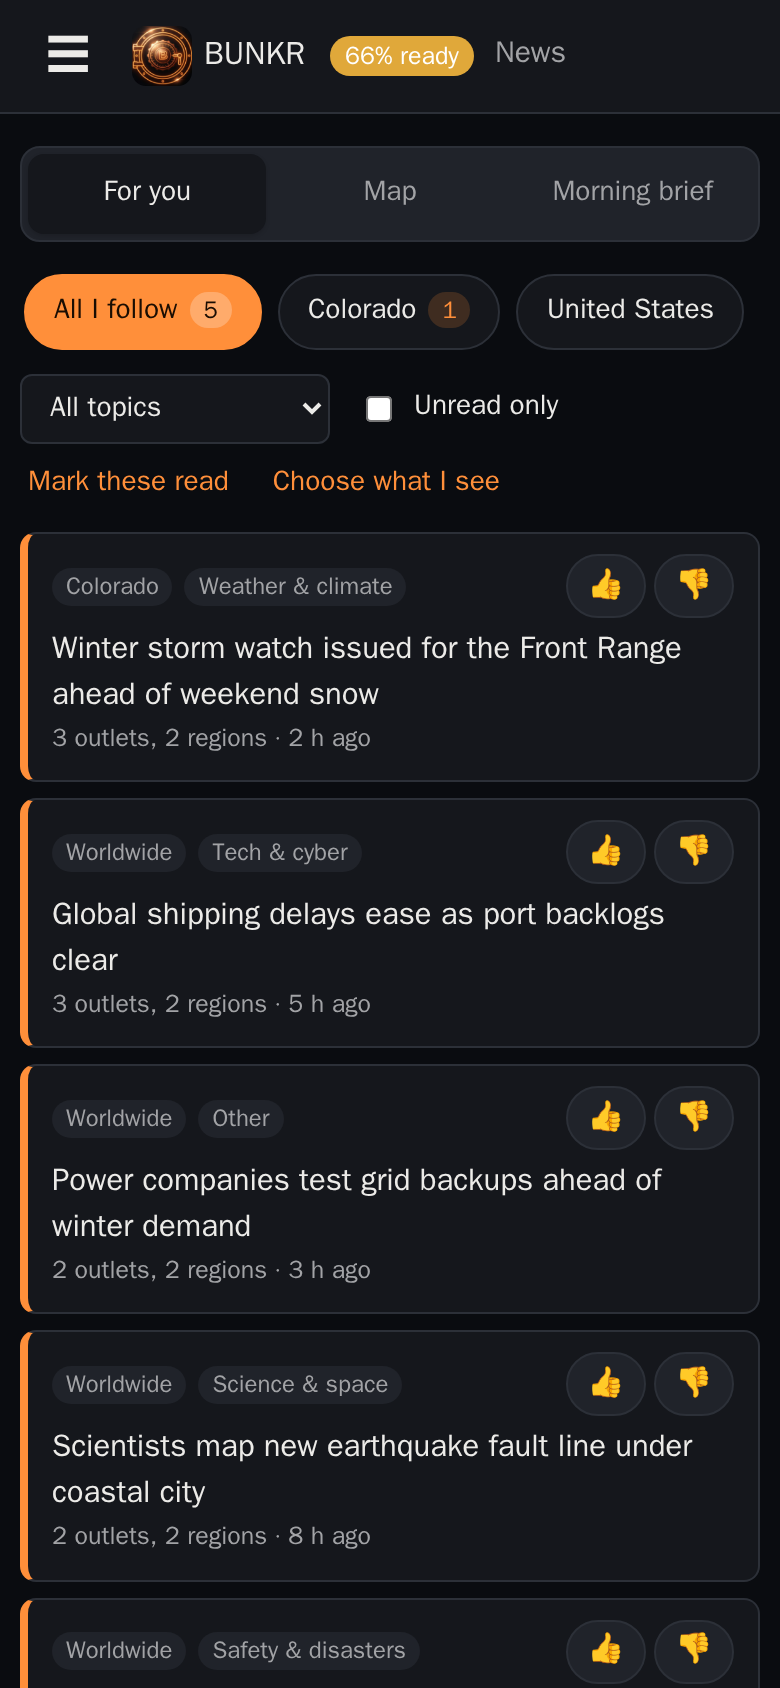 BUNKR 66% ready News
For you Map Morning brief
All I follow 5 Colorado 1 United States
All topics Unread only
Mark these read Choose what I see
Colorado Weather & climate
Winter storm watch issued for the Front Range
ahead of weekend snow
3 outlets, 2 regions · 2 h ago
Worldwide Tech & cyber
Global shipping delays ease as port backlogs
clear
3 outlets, 2 regions · 5 h ago
Worldwide Other
Power companies test grid backups ahead of
winter demand
2 outlets, 2 regions · 3 h ago
Worldwide Science & space
Scientists map new earthquake fault line under
coastal city
2 outlets, 2 regions · 8 h ago
Worldwide Safety & disasters